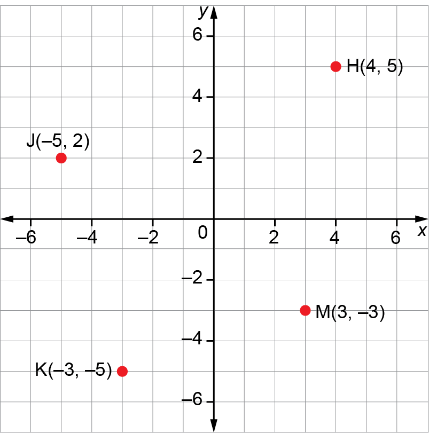 y
6
H(4, 5)
4
J(–5, 2)
2
–6 –4 –2 0 2 4 6 x
–2
M(3, –3)
–4
K(–3, –5)
–6